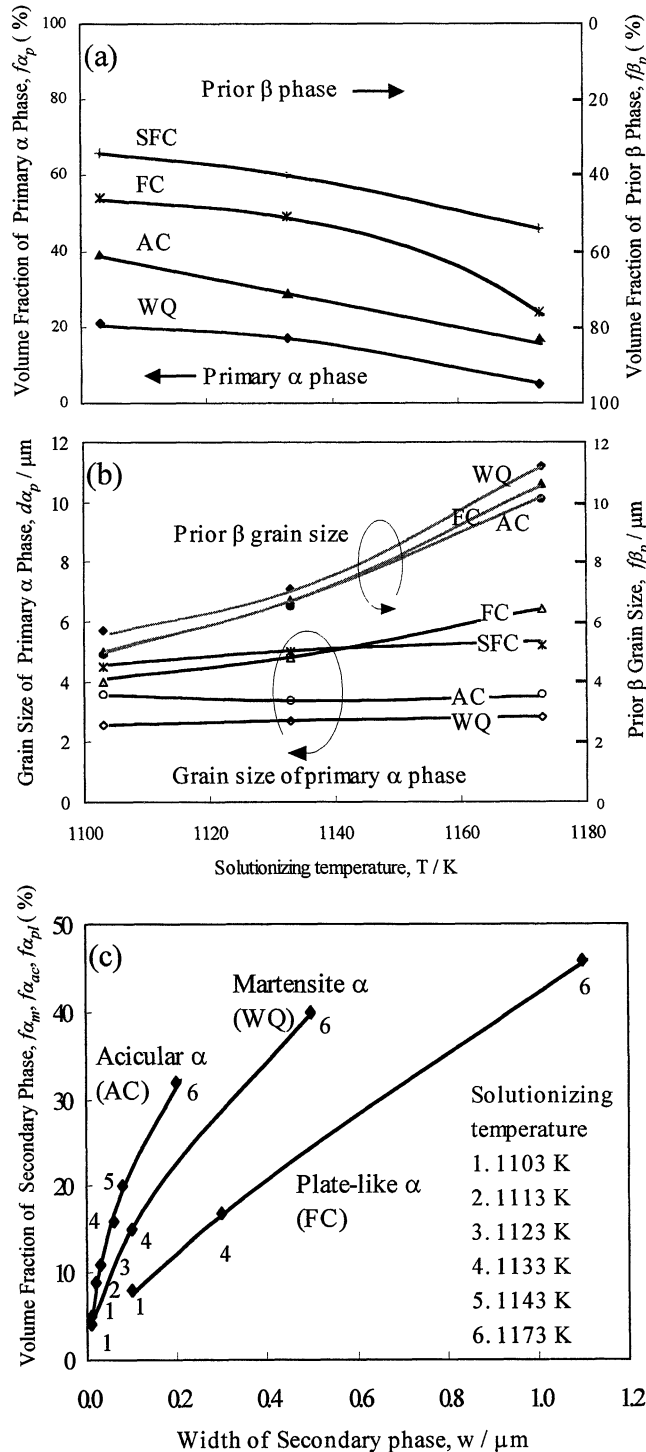 (a)
Volume Fraction of Primary α Phase, fαp ( %)
100
80
60
40
20
0
Prior β phase
SFC
FC
AC
WQ
Primary α phase
0
20
40
60
80
100
Volume Fraction of Prior β Phase, fβp ( %)
(b)
Grain Size of Primary α Phase, dαp / μm
12
10
8
6
4
2
0
WQ
FC
AC
Prior β grain size
FC
SFC
AC
WQ
Grain size of primary α phase
12
10
8
6
4
2
0
Prior β Grain Size, fβp / μm
1100
1120
1140
1160
1180
Solutionizing temperature, T / K
(c)
Volume Fraction of Secondary Phase, fαm, fαac, fαpl ( %)
50
40
30
20
10
0
Martensite α
(WQ)
6
6
Acicular α
(AC)
6
5
4
4
3
2
1
1
1
4
Plate-like α
(FC)
Solutionizing
temperature
1. 1103 K
2. 1113 K
3. 1123 K
4. 1133 K
5. 1143 K
6. 1173 K
0.0
0.2
0.4
0.6
0.8
1.0
1.2
Width of Secondary phase, w / μm